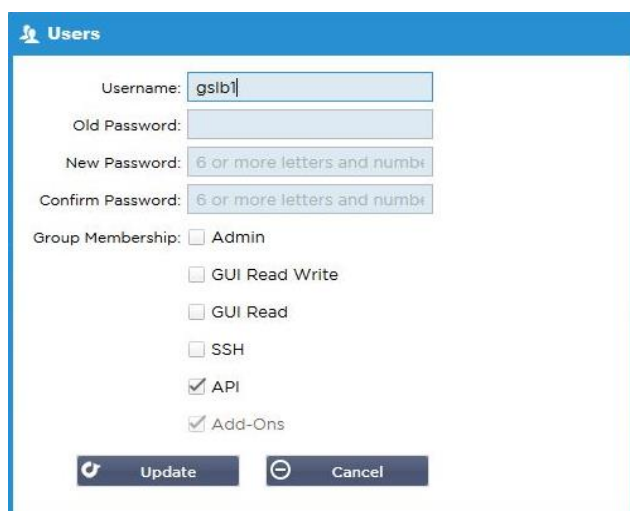 Users
Username: gslb1
Old Password:
New Password: 6 or more letters and numbe
Confirm Password: 6 or more letters and numbe
Group Membership: Admin
GUI Read Write
GUI Read
SSH
API
Add-Ons
Update Cancel